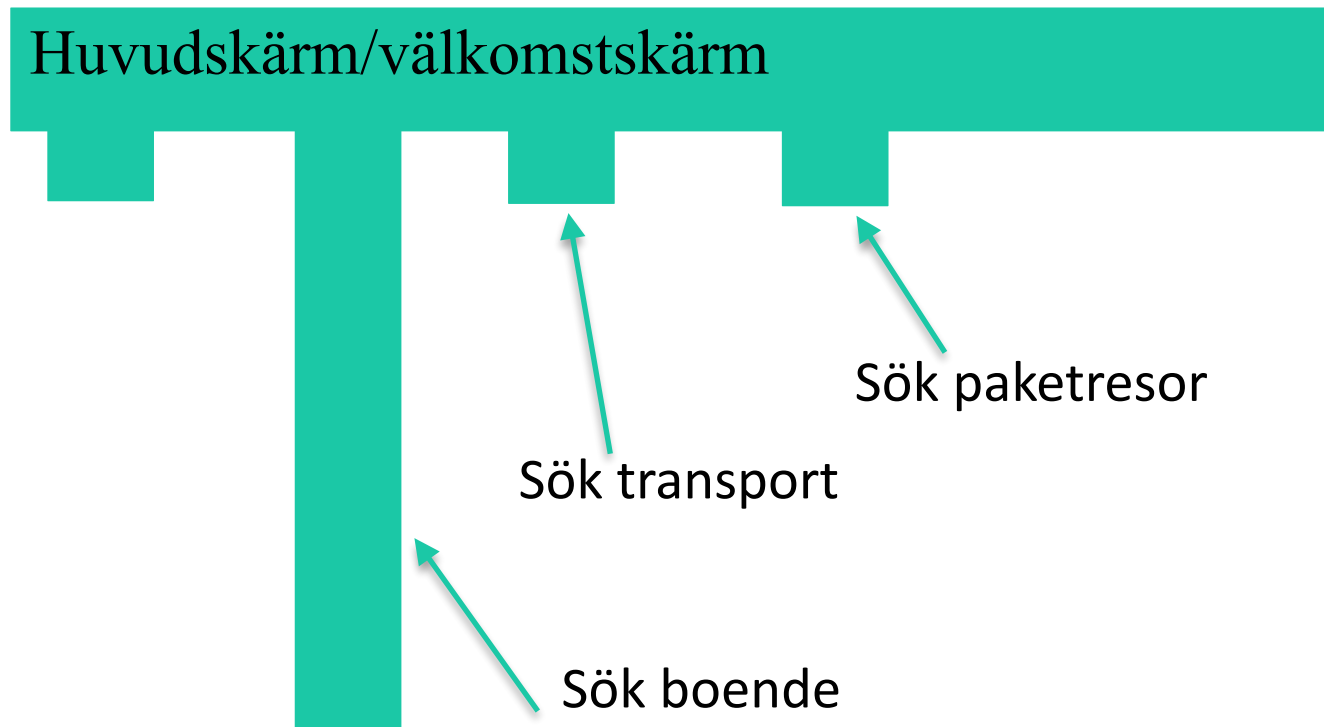 Huvudskärm/välkomstskärm
Sök paketresor
Sök transport
Sök boende